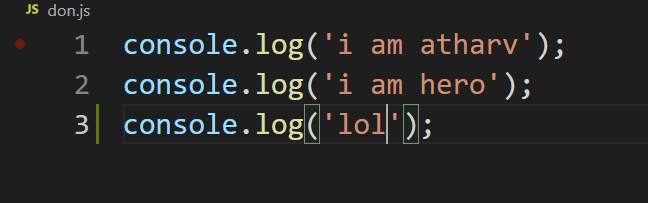 JS don.js
1 console.log('i am atharv');
2 console.log('i am hero');
3 console.log('lol');